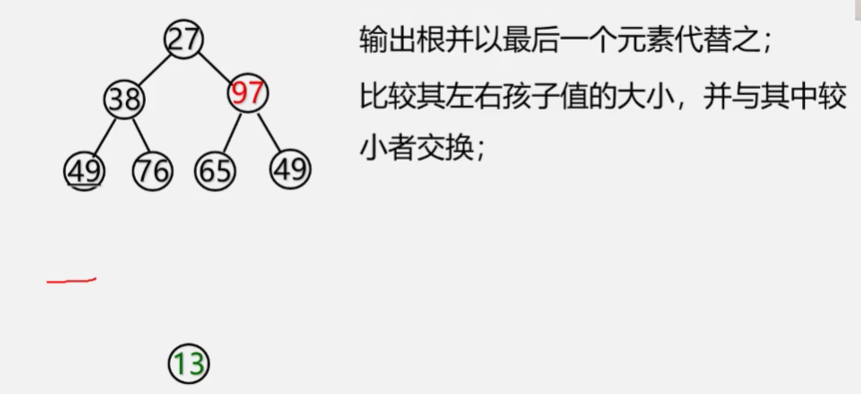 27
输出根并以最后一个元素代替之；
38 97
比较其左右孩子值的大小，并与其中较
小者交换；
49 76 65 49
13